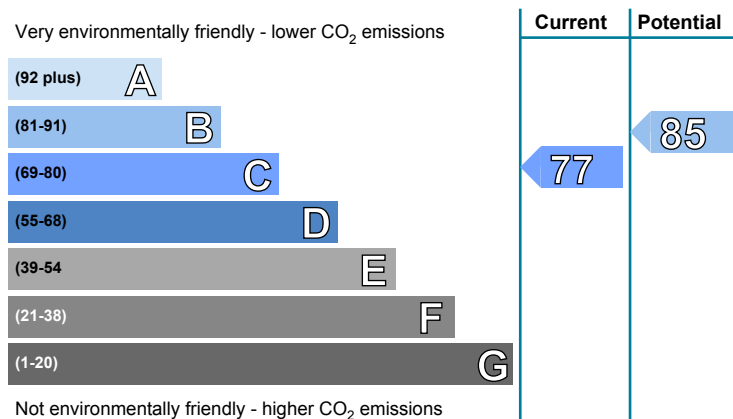 Current Potential
Very environmentally friendly - lower CO2 emissions
(92 plus) A
(81-91) B
85
(69-80) C
77
(55-68) D
(39-54 E
(21-38) F
(1-20) G
Not environmentally friendly - higher CO2 emissions